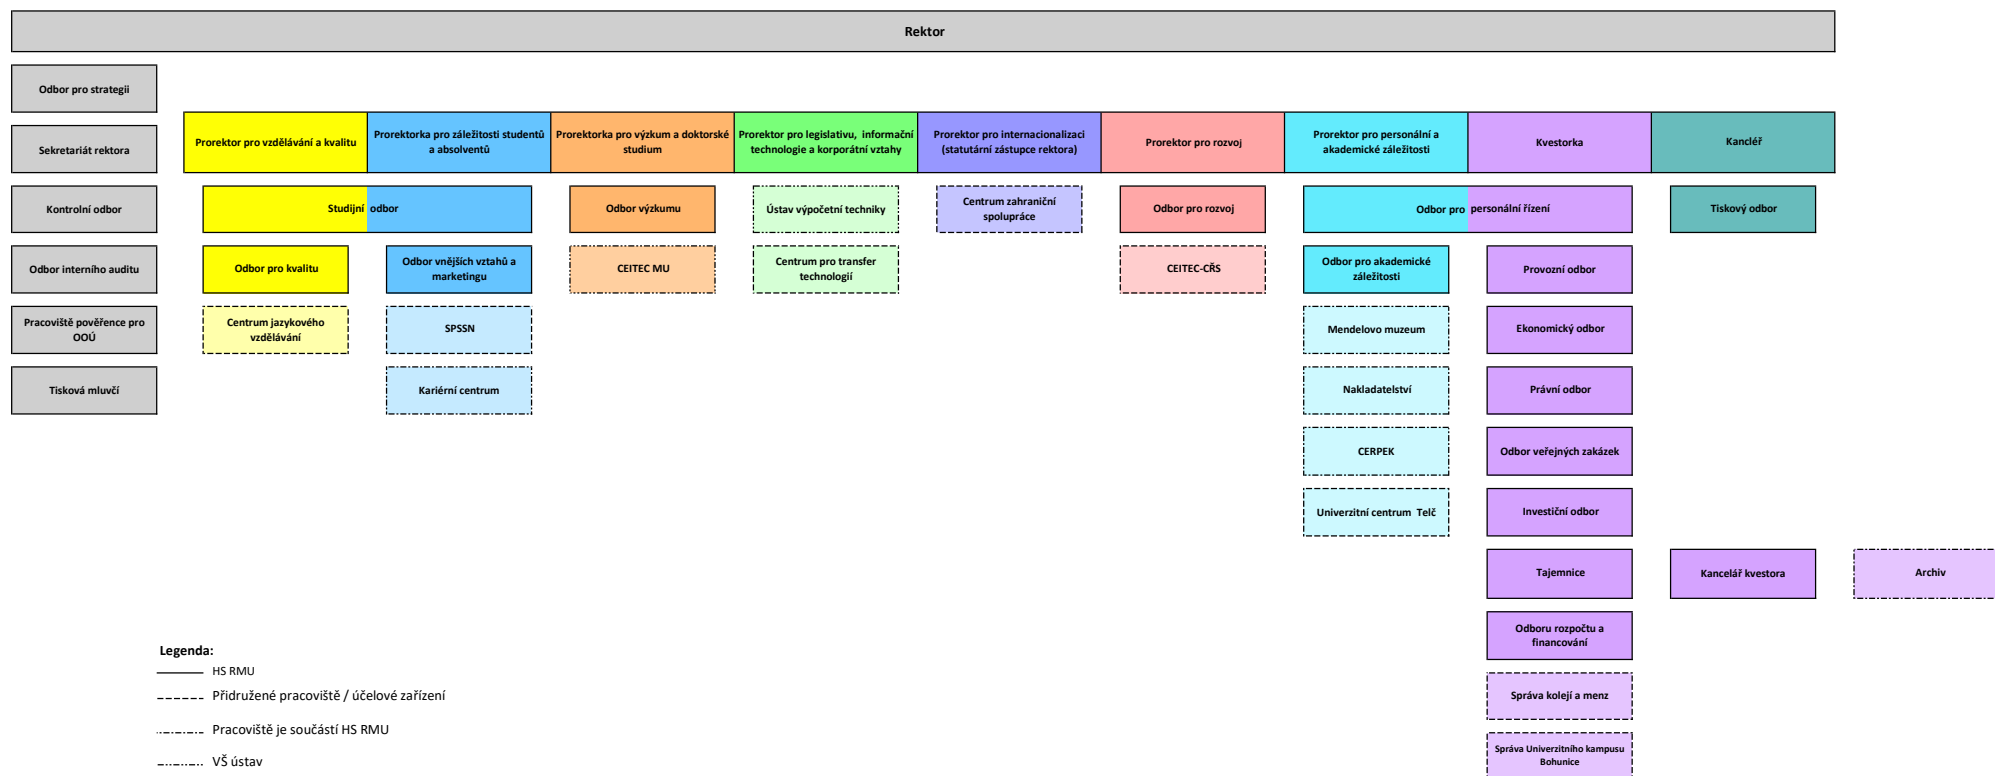 Rektor
Odbor pro strategii
Sekretariát rektora
Prorektor pro vzdělávání a kvalitu
Prorektorka pro záležitosti studentů
a absolventů
Prorektorka pro výzkum a doktorské
studium
Prorektor pro legislativu, informační
technologie a korporátní vztahy
Prorektor pro internacionalizaci
(statutární zástupce rektora)
Prorektor pro rozvoj
Prorektor pro personální a
akademické záležitosti
Kvestorka
Kancléř
Kontrolní odbor
Studijní odbor
Odbor výzkumu
Ústav výpočetní techniky
Centrum zahraniční
spolupráce
Odbor pro rozvoj
Odbor pro personální řízení
Tiskový odbor
Odbor interního auditu
Odbor pro kvalitu
Odbor vnějších vztahů a
marketingu
CEITEC MU
Centrum pro transfer
technologií
CEITEC-CŘS
Odbor pro akademické
záležitosti
Provozní odbor
Pracoviště pověřence pro
OOÚ
Centrum jazykového
vzdělávání
SPSSN
Mendelovo muzeum
Ekonomický odbor
Tisková mluvčí
Kariérní centrum
Nakladatelství
Právní odbor
CERPEK
Odbor veřejných zakázek
Univerzitní centrum Telč
Investiční odbor
Tajemnice
Kancelář kvestora
Archiv
Odboru rozpočtu a
financování
Správa kolejí a menz
Správa Univerzitního kampusu
Bohunice
Legenda:
HS RMU
Přidružené pracoviště / účelové zařízení
Pracoviště je součástí HS RMU
VŠ ústav